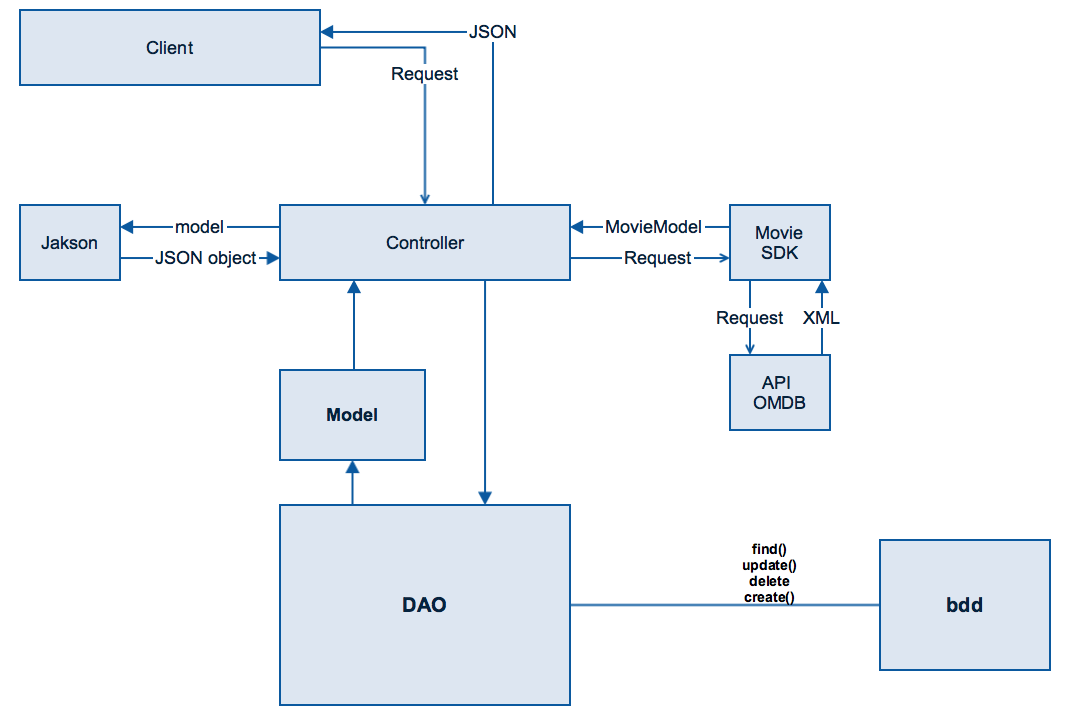 JSON
Client
Request
model
MovieModel
Jakson
Controller
Movie
SDK
JSON object
Request
Request
XML
API
OMDB
Model
find()
update()
delete
create()
DAO
bdd